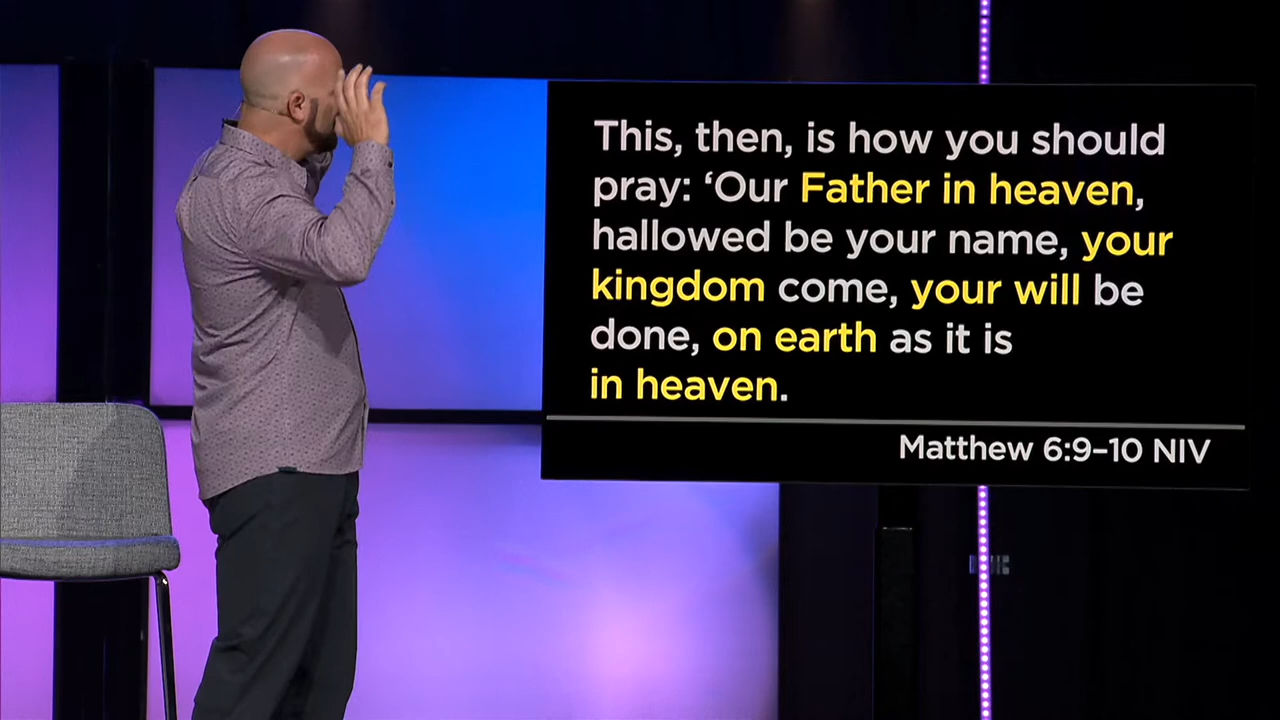 This, then, is how you should
pray: ‘Our Father in heaven,
hallowed be your name, your
kingdom come, your will be
done, on earth as it is
in heaven.
Matthew 6:9–10 NIV